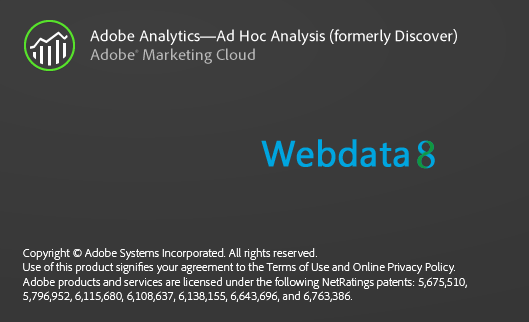 Adobe Analytics—Ad Hoc Analysis (formerly Discover)
Adobe® Marketing Cloud
Webdata 8
Copyright © Adobe Systems Incorporated. All rights reserved.
Use of this product signifies your agreement to the Terms of Use and Online Privacy Policy.
Adobe products and services are licensed under the following NetRatings patents: 5,675,510,
5,796,952, 6,115,680, 6,108,637, 6,138,155, 6,643,696, and 6,763,386.